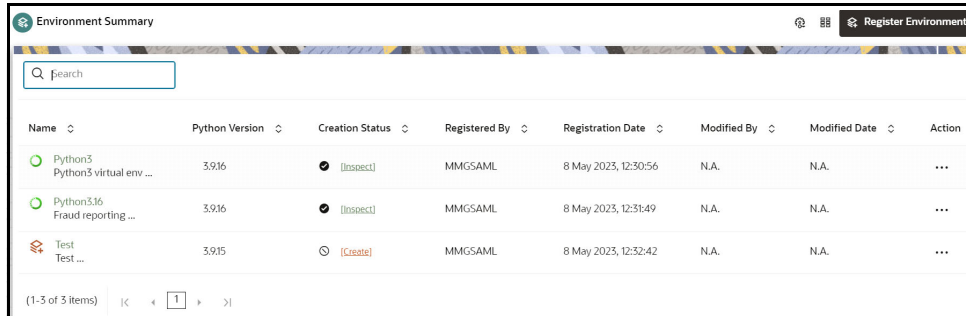 Environment Summary
Register Environment
Search
Name Python Version Creation Status Registered By Registration Date Modified By Modified Date Action
Python3 3.9.16 [Inspect] MMGSAML 8 May 2023, 12:30:56 N.A. N.A. ...
Python3 virtual env ...
Python3.16 3.9.16 [Inspect] MMGSAML 8 May 2023, 12:31:49 N.A. N.A. ...
Fraud reporting ...
Test 3.9.15 [Create] MMGSAML 8 May 2023, 12:32:42 N.A. N.A. ...
Test ...
(1-3 of 3 items) 1